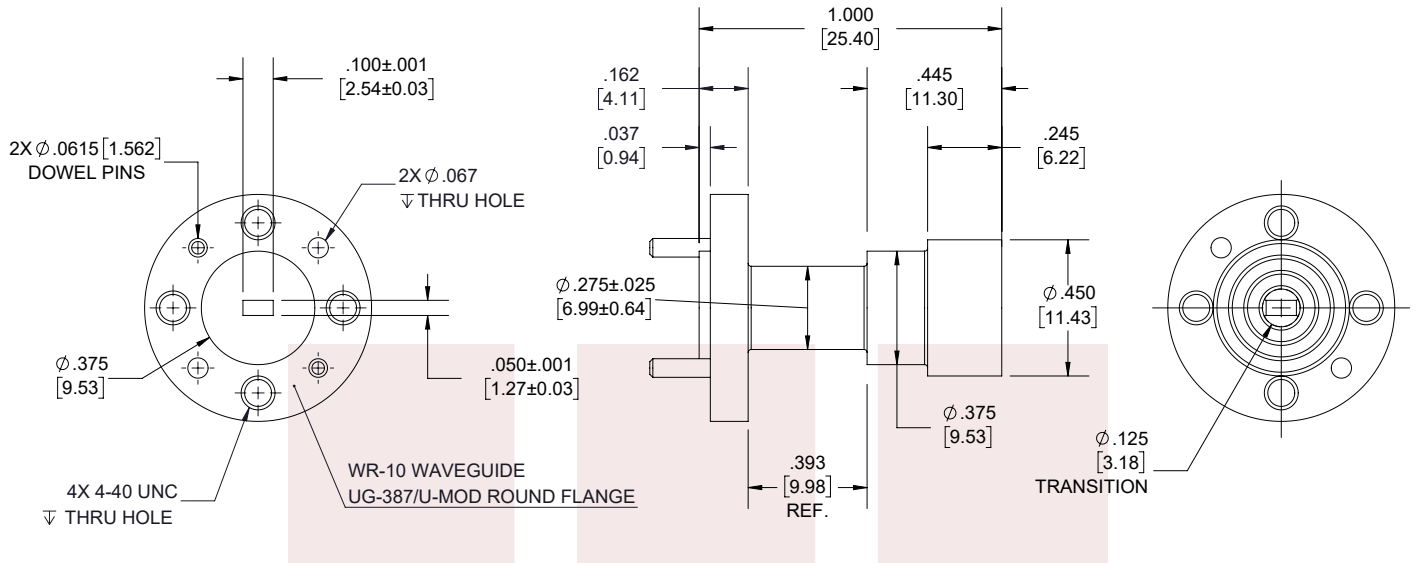 1.000
[25.40]
.100±.001
[2.54±0.03]
.162
[4.11]
.445
[11.30]
.037
[0.94]
.245
[6.22]
2X ⌀.0615 [1.562]
DOWEL PINS
2X ⌀.067
↧ THRU HOLE
⌀.275±.025
[6.99±0.64]
⌀.450
[11.43]
⌀.375
[9.53]
.050±.001
[1.27±0.03]
⌀.375
[9.53]
⌀.125
[3.18]
TRANSITION
.393
[9.98]
REF.
WR-10 WAVEGUIDE
UG-387/U-MOD ROUND FLANGE
4X 4-40 UNC
↧ THRU HOLE